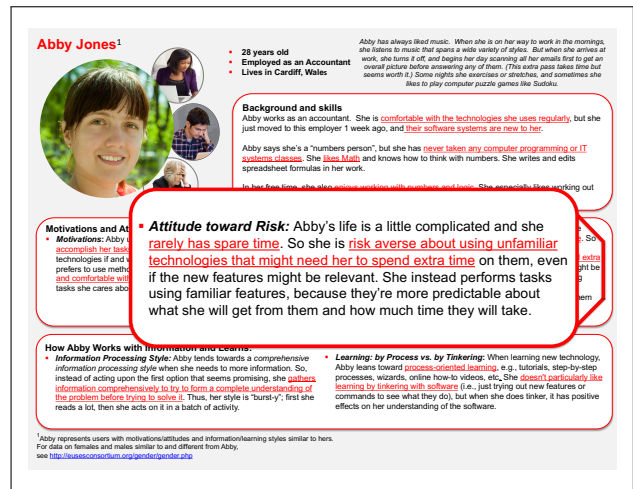 Abby Jones1
28 years old
Employed as an Accountant
Lives in Cardiff, Wales
Abby has always liked music. When she is on her way to work in the mornings,
she listens to music that spans a wide variety of styles. But when she arrives at
work, she turns it off, and begins her day scanning all her emails first to get an
overall picture before answering any of them. (This extra pass takes time but
seems worth it.) Some nights she exercises or stretches, and sometimes she
likes to play computer puzzle games like Sudoku.
Background and skills
Abby works as an accountant. She is comfortable with the technologies she uses regularly, but she
just moved to this employer 1 week ago, and their software systems are new to her.
Abby says she's a "numbers person", but she has never taken any computer programming or IT
systems classes. She likes Math and knows how to think with numbers. She writes and edits
spreadsheet formulas in her work.
In her free time, she also enjoys working with numbers and logic. She especially likes working out
Motivations and At
Motivations: Abby u
accomplish her task
technologies if and w
prefers to use metho
and comfortable with
tasks she cares abo
Attitude toward Risk: Abby's life is a little complicated and she
rarely has spare time. So she is risk averse about using unfamiliar
technologies that might need her to spend extra time on them, even
if the new features might be relevant. She instead performs tasks
using familiar features, because they're more predictable about
what she will get from them and how much time they will take.
So
extra
ght be
g
hem
How Abby Works with Information and Learns:
Information Processing Style: Abby tends towards a comprehensive
information processing style when she needs to more information. So,
instead of acting upon the first option that seems promising, she gathers
information comprehensively to try to form a complete understanding of
the problem before trying to solve it. Thus, her style is "burst-y"; first she
reads a lot, then she acts on it in a batch of activity.
Learning: by Process vs. by Tinkering: When learning new technology,
Abby leans toward process-oriented learning, e.g., tutorials, step-by-step
processes, wizards, online how-to videos, etc. She doesn't particularly like
learning by tinkering with software (i.e., just trying out new features or
commands to see what they do), but when she does tinker, it has positive
effects on her understanding of the software.
1Abby represents users with motivations/attitudes and information/learning styles similar to hers.
For data on females and males similar to and different from Abby,
see http://eusesconsortium.org/gender/gender.php